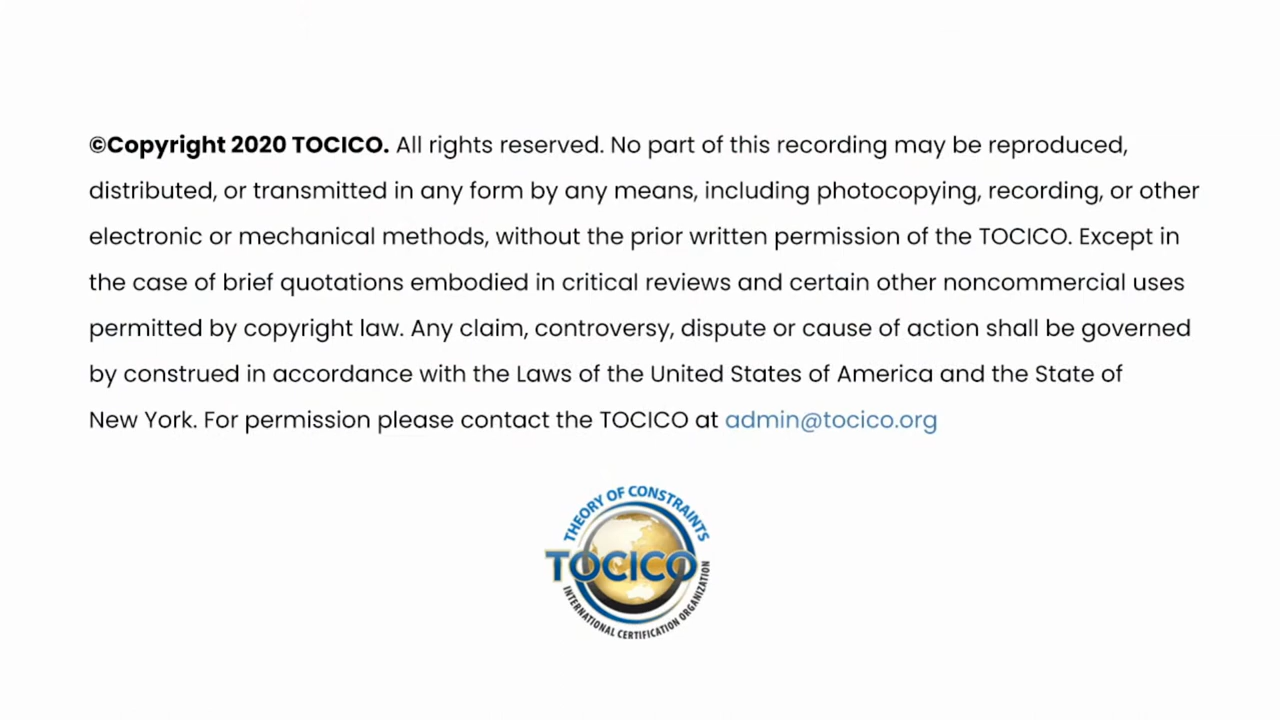 ©Copyright 2020 TOCICO. All rights reserved. No part of this recording may be reproduced,
distributed, or transmitted in any form by any means, including photocopying, recording, or other
electronic or mechanical methods, without the prior written permission of the TOCICO. Except in
the case of brief quotations embodied in critical reviews and certain other noncommercial uses
permitted by copyright law. Any claim, controversy, dispute or cause of action shall be governed
by construed in accordance with the Laws of the United States of America and the State of
New York. For permission please contact the TOCICO at admin@tocico.org
THEORY OF CONSTRAINTS
TOCICO
INTERNATIONAL CERTIFICATION ORGANIZATION